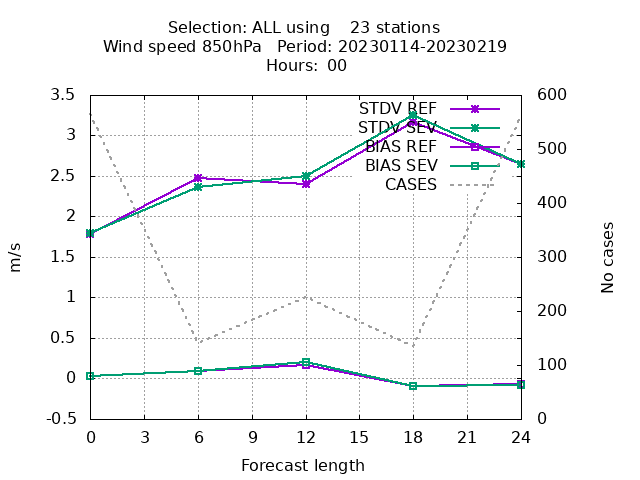 Selection: ALL using    23 stations
Wind speed 850hPa   Period: 20230114-20230219
Hours: 00
3.5
3
2.5
2
1.5
1
0.5
0
-0.5
600
500
400
300
200
100
0
STDV REF
STDV SEV
BIAS REF
BIAS SEV
CASES
m/s
No cases
0 3 6 9 12 15 18 21 24
Forecast length